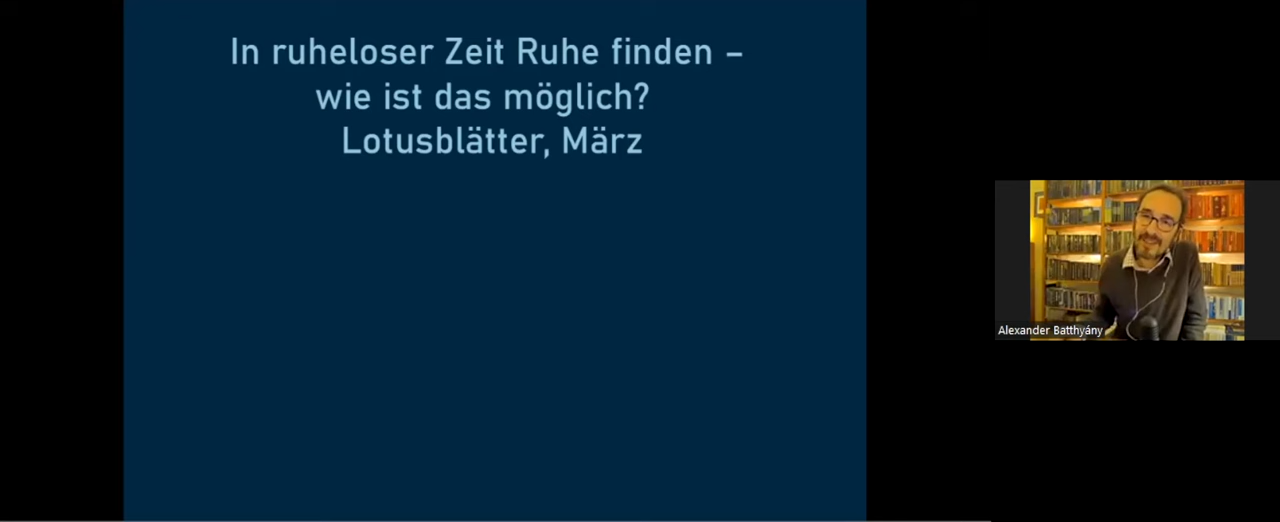 In ruheloser Zeit Ruhe finden –
wie ist das möglich?
Lotusblätter, März
Alexander Batthyány